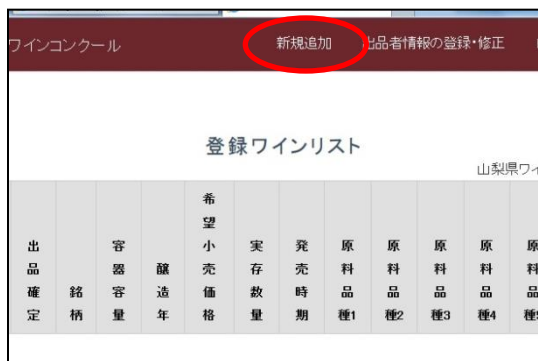 ワインコンクール 新規追加 出品者情報の登録・修正
登録ワインリスト
山梨県ワイ
出品確定
銘柄
容器容量
醸造年
希望小売価格
実存数量
発売時期
原料品種1
原料品種2
原料品種3
原料品種4
原料品種5